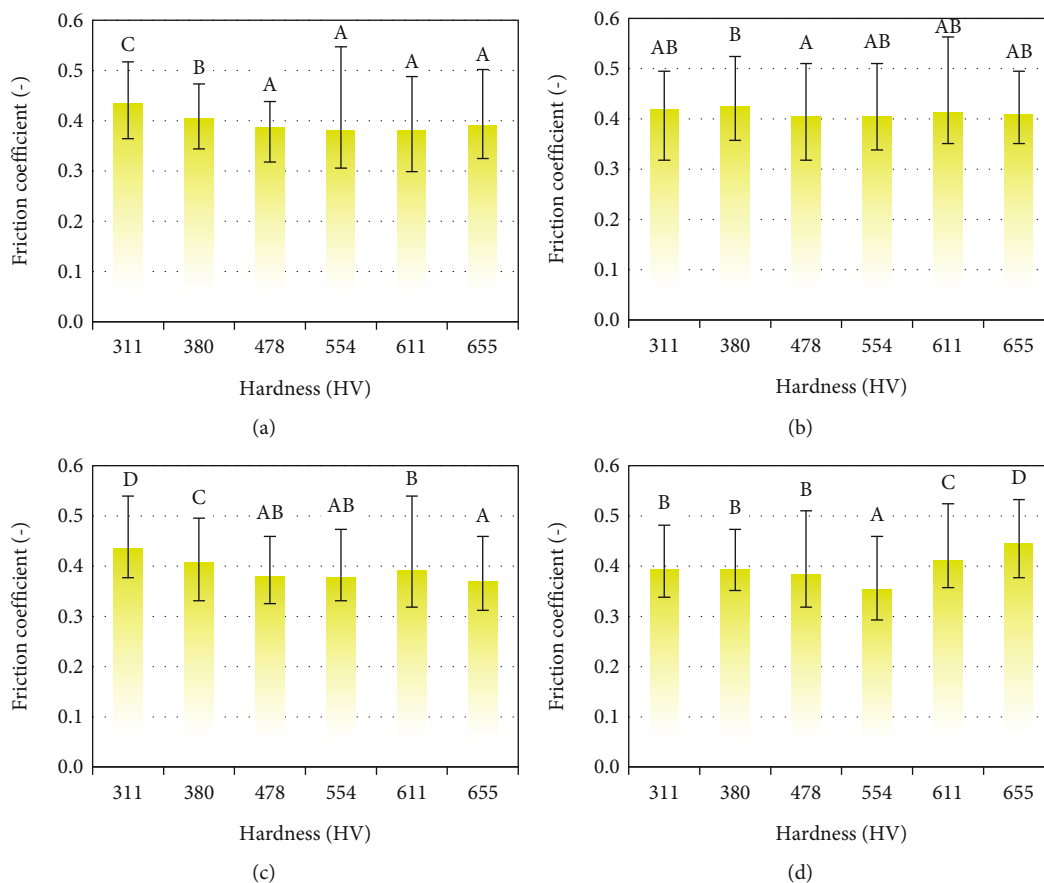 0.6
0.5
0.4
0.3
0.2
0.1
0.0
Friction coefficient (-)
C
B
A
A
A
A
311 380 478 554 611 655
Hardness (HV)
(a)
0.6
0.5
0.4
0.3
0.2
0.1
0.0
Friction coefficient (-)
AB
B
A
AB
AB
AB
311 380 478 554 611 655
Hardness (HV)
(b)
0.6
0.5
0.4
0.3
0.2
0.1
0.0
Friction coefficient (-)
D
C
AB
AB
B
A
311 380 478 554 611 655
Hardness (HV)
(c)
0.6
0.5
0.4
0.3
0.2
0.1
0.0
Friction coefficient (-)
B
B
B
A
C
D
311 380 478 554 611 655
Hardness (HV)
(d)